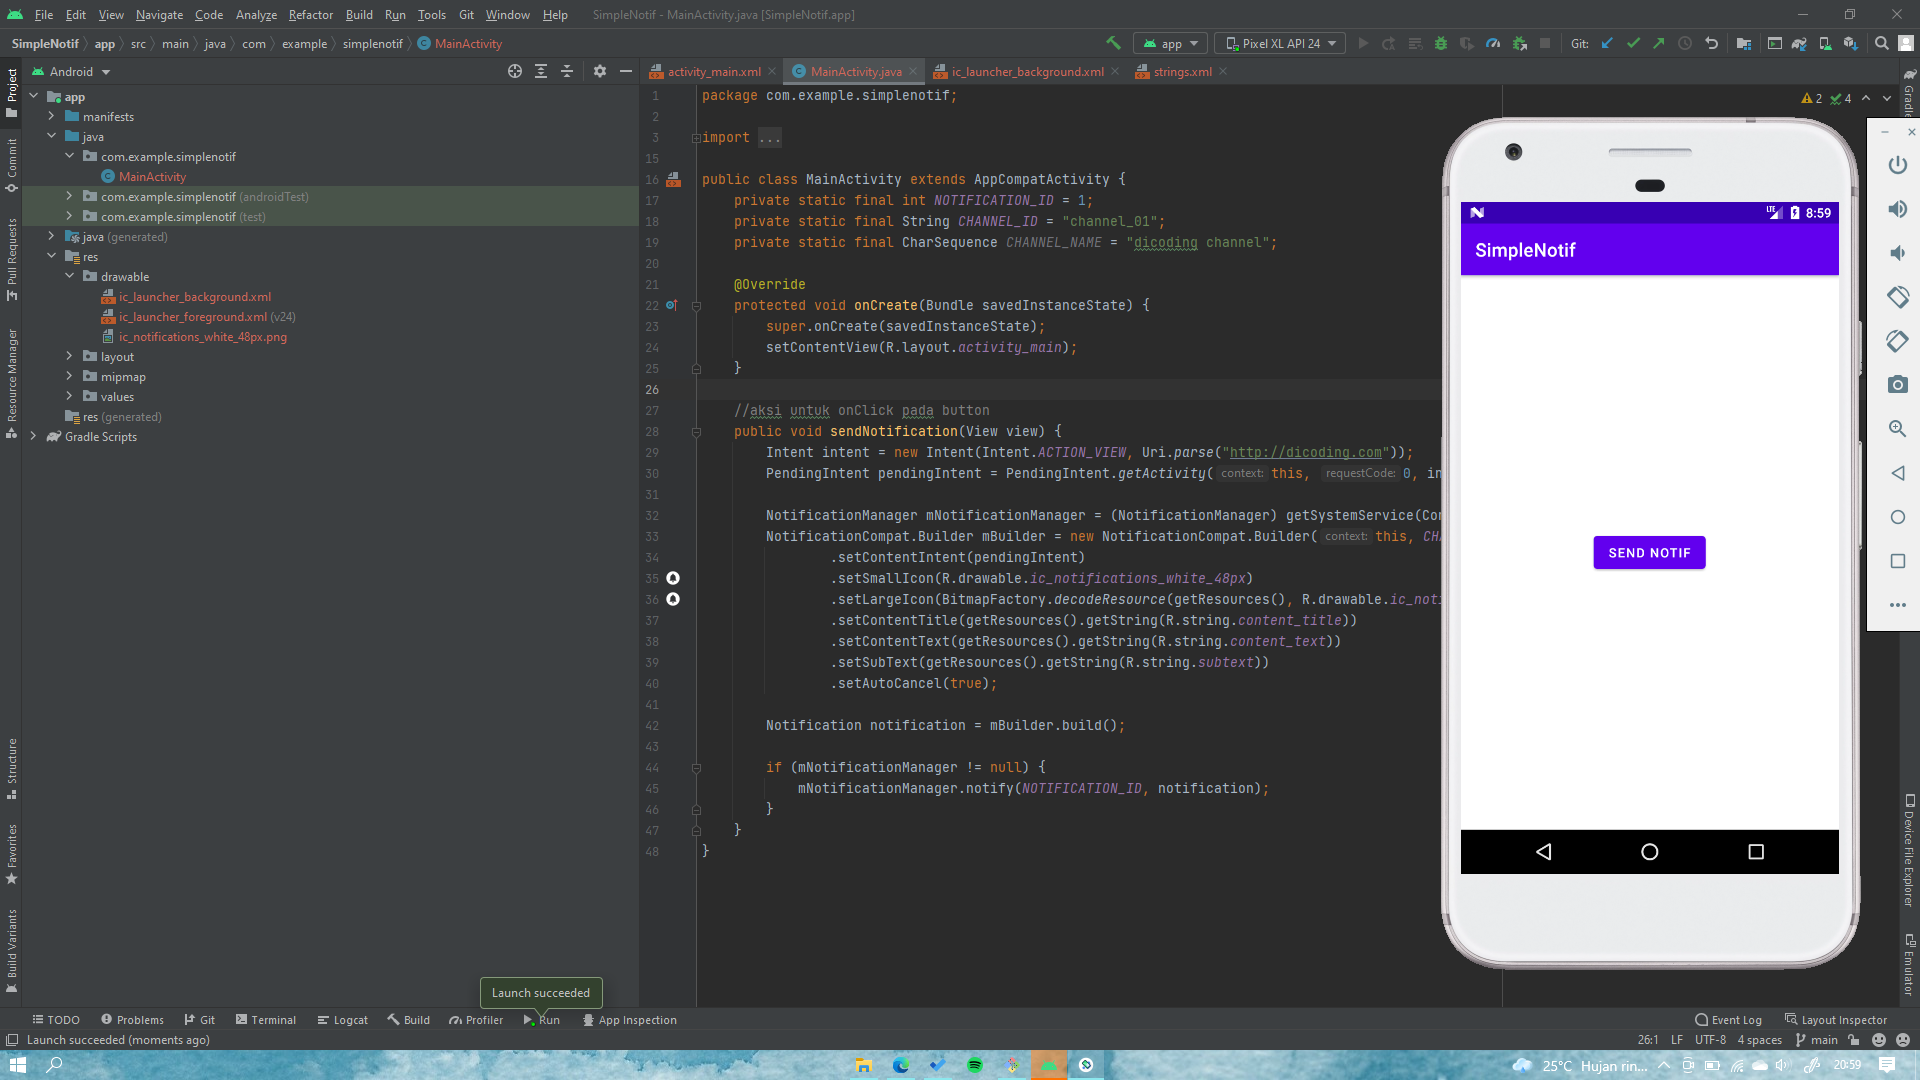 File Edit View Navigate Code Analyze Refactor Build Run Tools Git Window Help SimpleNotif - MainActivity.java [SimpleNotif.app]
SimpleNotif app src main java com example simplenotif MainActivity app Pixel XL API 24 Git:
Android
activity_main.xml MainActivity.java ic_launcher_background.xml strings.xml
Project
Commit
Pull Requests
Resource Manager
Structure
Favorites
Build Variants
app
manifests
java
com.example.simplenotif
MainActivity
com.example.simplenotif (androidTest)
com.example.simplenotif (test)
java (generated)
res
drawable
ic_launcher_background.xml
ic_launcher_foreground.xml (v24)
ic_notifications_white_48px.png
layout
mipmap
values
res (generated)
Gradle Scripts
2 4
1 package com.example.simplenotif;
2
3 import ...
15
16 public class MainActivity extends AppCompatActivity {
17 private static final int NOTIFICATION_ID = 1;
18 private static final String CHANNEL_ID = "channel_01";
19 private static final CharSequence CHANNEL_NAME = "dicoding channel";
20
21 @Override
22 protected void onCreate(Bundle savedInstanceState) {
23 super.onCreate(savedInstanceState);
24 setContentView(R.layout.activity_main);
25 }
26
27 //aksi untuk onClick pada button
28 public void sendNotification(View view) {
29 Intent intent = new Intent(Intent.ACTION_VIEW, Uri.parse("http://dicoding.com"));
30 PendingIntent pendingIntent = PendingIntent.getActivity( context: this, requestCode: 0, in
31
32 NotificationManager mNotificationManager = (NotificationManager) getSystemService(Con
33 NotificationCompat.Builder mBuilder = new NotificationCompat.Builder( context: this, CHA
34 .setContentIntent(pendingIntent)
35 .setSmallIcon(R.drawable.ic_notifications_white_48px)
36 .setLargeIcon(BitmapFactory.decodeResource(getResources(), R.drawable.ic_noti
37 .setContentTitle(getResources().getString(R.string.content_title))
38 .setContentText(getResources().getString(R.string.content_text))
39 .setSubText(getResources().getString(R.string.subtext))
40 .setAutoCancel(true);
41
42 Notification notification = mBuilder.build();
43
44 if (mNotificationManager != null) {
45 mNotificationManager.notify(NOTIFICATION_ID, notification);
46 }
47 }
48 }
LTE 8:59
SimpleNotif
SEND NOTIF
Gradle
Device File Explorer
Emulator
Launch succeeded
TODO Problems Git Terminal Logcat Build Profiler Run App Inspection Event Log Layout Inspector
Launch succeeded (moments ago) 26:1 LF UTF-8 4 spaces main
25°C Hujan rin... 20:59